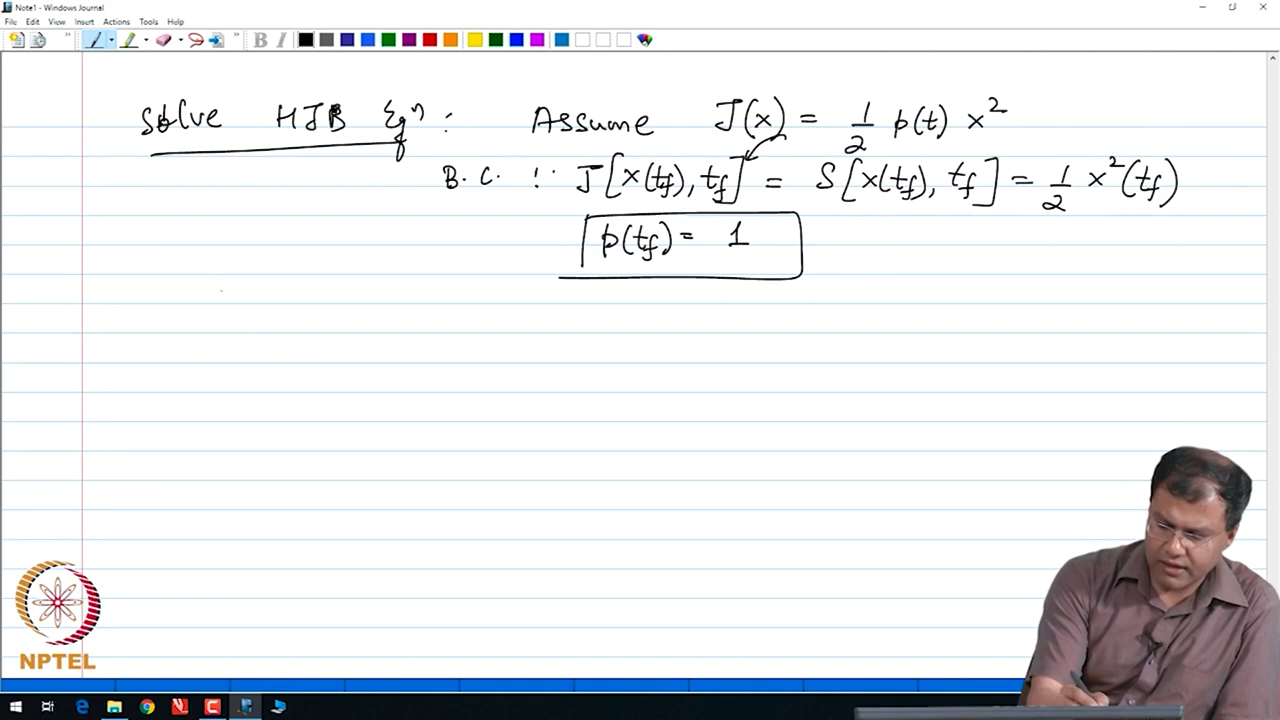 Note1 - Windows Journal
File Edit View Insert Actions Tools Help
B I
Solve HJB Eqn : Assume J(x) = 1/2 p(t) x²
B.C. : J[x(tf), tf] = S[x(tf), tf] = 1/2 x²(tf)
p(tf) = 1
NPTEL